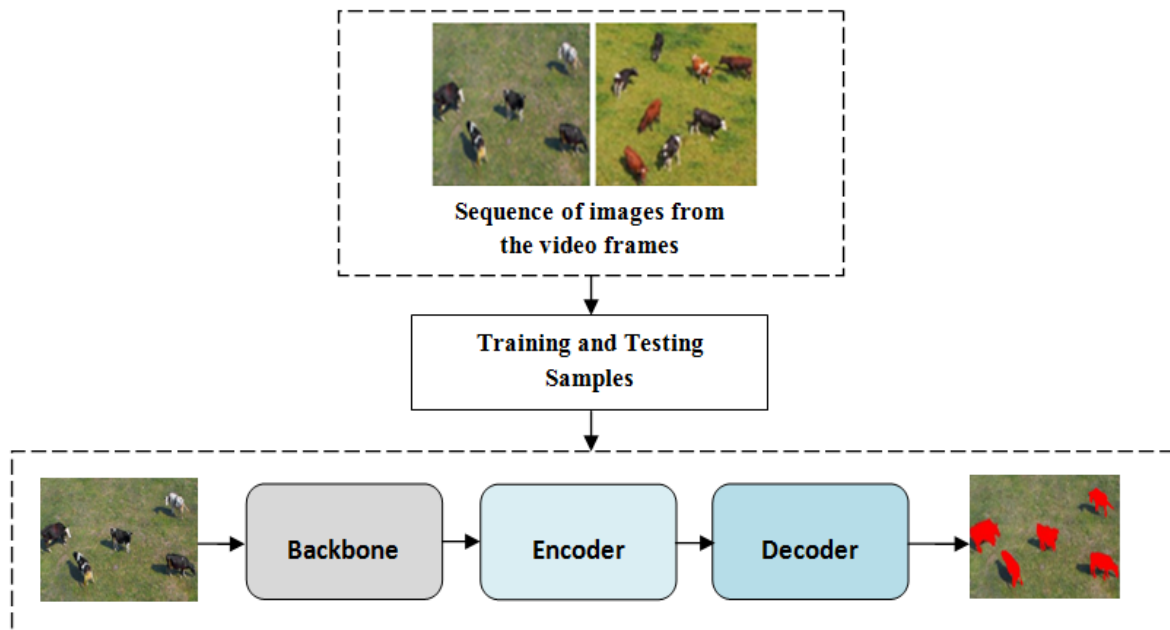 Sequence of images from
the video frames
Training and Testing
Samples
Backbone
Encoder
Decoder